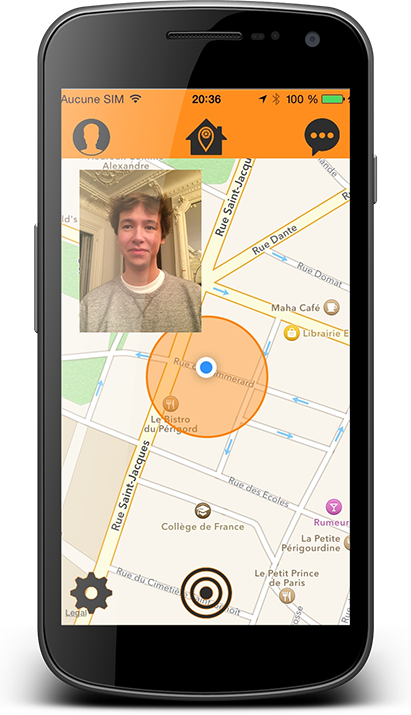 Aucune SIM
20:36
100 %
Alexandre
Rue Saint-Jacques
Rue Dante
Rue Domat
Maha Café
Librairie E
Le Bistro
du Périgord
Rue Saint-Jacques
Rue des Écoles
Collège de France
Rumeur
La Petite
Périgourdine
Le Petit Prince
de Paris
Rue du Cimetière
Legal